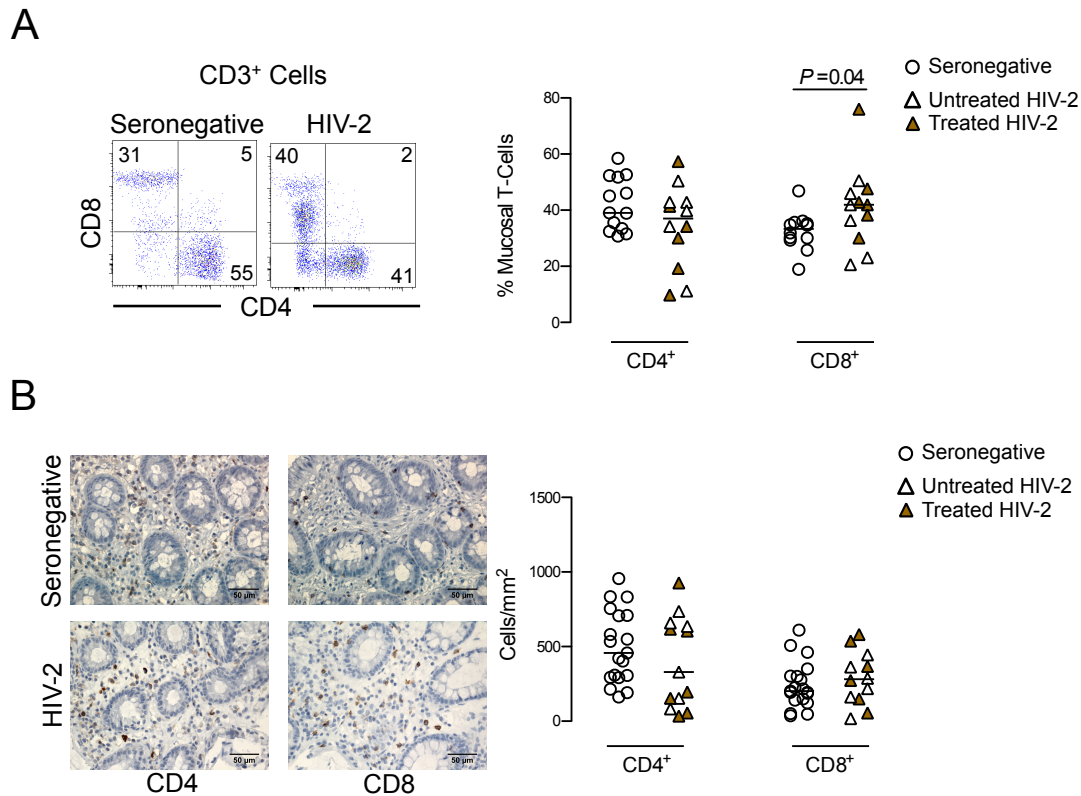 A
CD3+ Cells
Seronegative
HIV-2
31
5
55
40
2
41
CD8
CD4
P=0.04
80
60
40
20
0
% Mucosal T-Cells
CD4+
CD8+
Seronegative
Untreated HIV-2
Treated HIV-2
B
Seronegative
HIV-2
50 µm
50 µm
50 µm
50 µm
CD4
CD8
1500
1000
500
0
Cells/mm²
CD4+
CD8+
Seronegative
Untreated HIV-2
Treated HIV-2